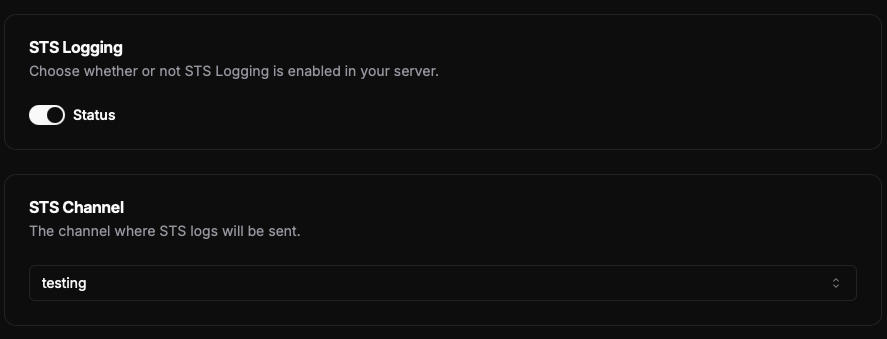 STS Logging
Choose whether or not STS Logging is enabled in your server.
Status
STS Channel
The channel where STS logs will be sent.
testing